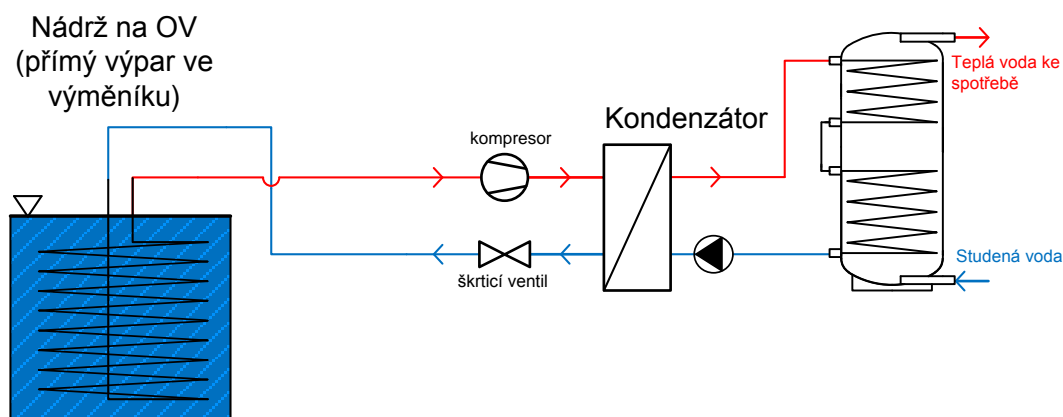 Nádrž na OV
(přímý výpar ve
výměníku)
kompresor
Kondenzátor
Teplá voda ke
spotřebě
škrticí ventil
Studená voda